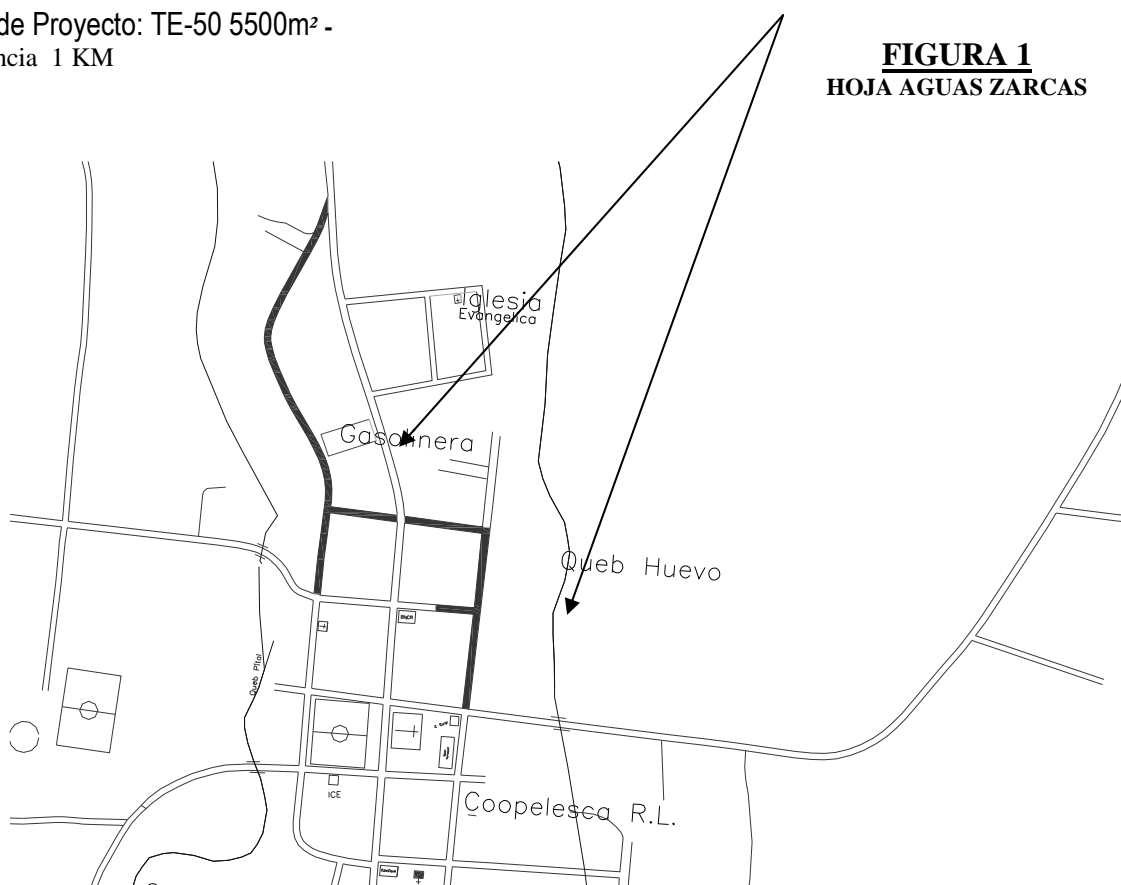 de Proyecto: TE-50 5500m² -
ncia 1 KM
FIGURA 1
HOJA AGUAS ZARCAS
Iglesia
Evangelica
Gasolinera
Queb Huevo
BNCR
Queb Pital
ICE
Coopelesca R.L.